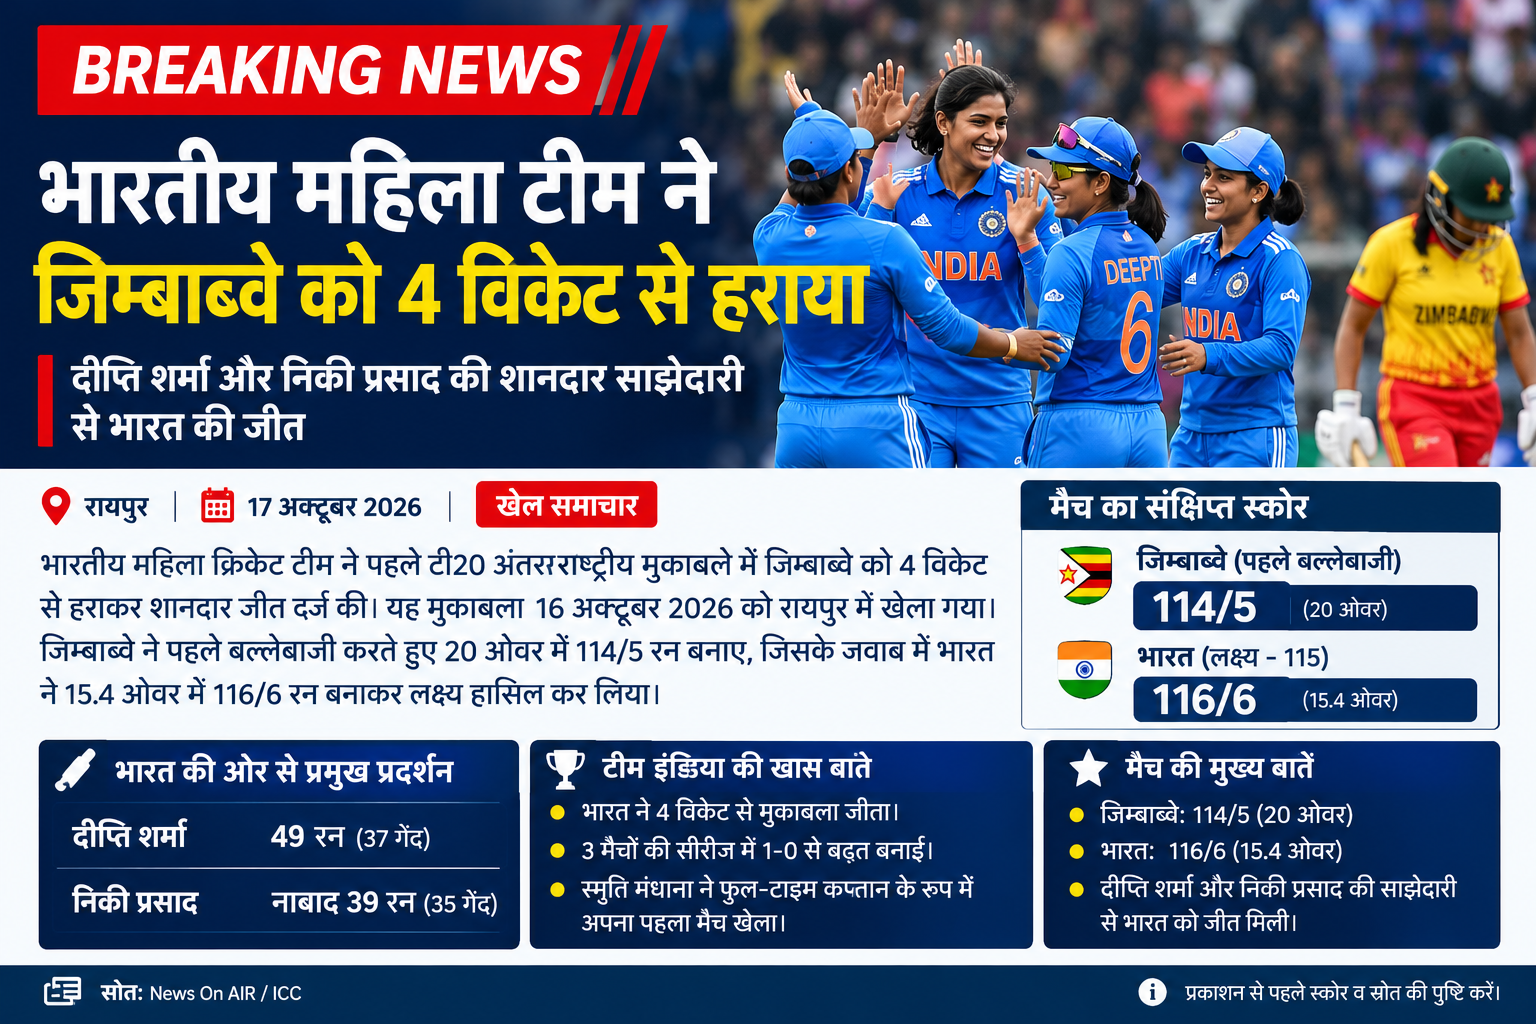 BREAKING NEWS
भारतीय महिला टीम ने
जिम्बाब्वे को 4 विकेट से हराया
दीप्ति शर्मा और निकी प्रसाद की शानदार साझेदारी
से भारत की जीत
INDIA
DEEPTI
6
INDIA
ZIMBABWE
रायपुर
17 अक्टूबर 2026
खेल समाचार
भारतीय महिला क्रिकेट टीम ने पहले टी20 अंतरराष्ट्रीय मुकाबले में जिम्बाब्वे को 4 विकेट
से हराकर शानदार जीत दर्ज की। यह मुकाबला 16 अक्टूबर 2026 को रायपुर में खेला गया।
जिम्बाब्वे ने पहले बल्लेबाजी करते हुए 20 ओवर में 114/5 रन बनाए, जिसके जवाब में भारत
ने 15.4 ओवर में 116/6 रन बनाकर लक्ष्य हासिल कर लिया।
मैच का संक्षिप्त स्कोर
जिम्बाब्वे (पहले बल्लेबाजी)
114/5 (20 ओवर)
भारत (लक्ष्य - 115)
116/6 (15.4 ओवर)
भारत की ओर से प्रमुख प्रदर्शन
दीप्ति शर्मा 49 रन (37 गेंद)
निकी प्रसाद नाबाद 39 रन (35 गेंद)
टीम इंडिया की खास बातें
भारत ने 4 विकेट से मुकाबला जीता।
3 मैचों की सीरीज में 1-0 से बढ़त बनाई।
स्मृति मंधाना ने फुल-टाइम कप्तान के रूप में
अपना पहला मैच खेला।
मैच की मुख्य बातें
जिम्बाब्वे: 114/5 (20 ओवर)
भारत: 116/6 (15.4 ओवर)
दीप्ति शर्मा और निकी प्रसाद की साझेदारी
से भारत को जीत मिली।
स्रोत: News On AIR / ICC
प्रकाशन से पहले स्कोर व स्रोत की पुष्टि करें।